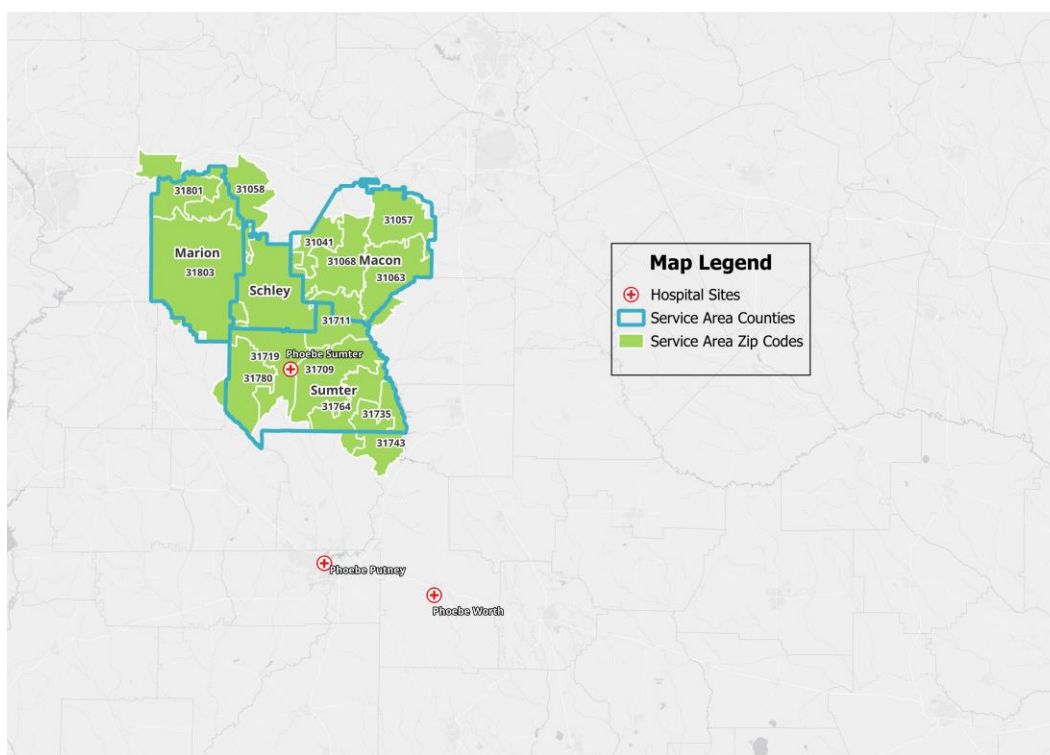 31801
31058
31057
31041
Marion
31068 Macon
31803
31063
Schley
31711
31719
Phoebe Sumter
31709
31780
Sumter
31764
31735
31743
Phoebe Putney
Phoebe Worth
Map Legend
Hospital Sites
Service Area Counties
Service Area Zip Codes